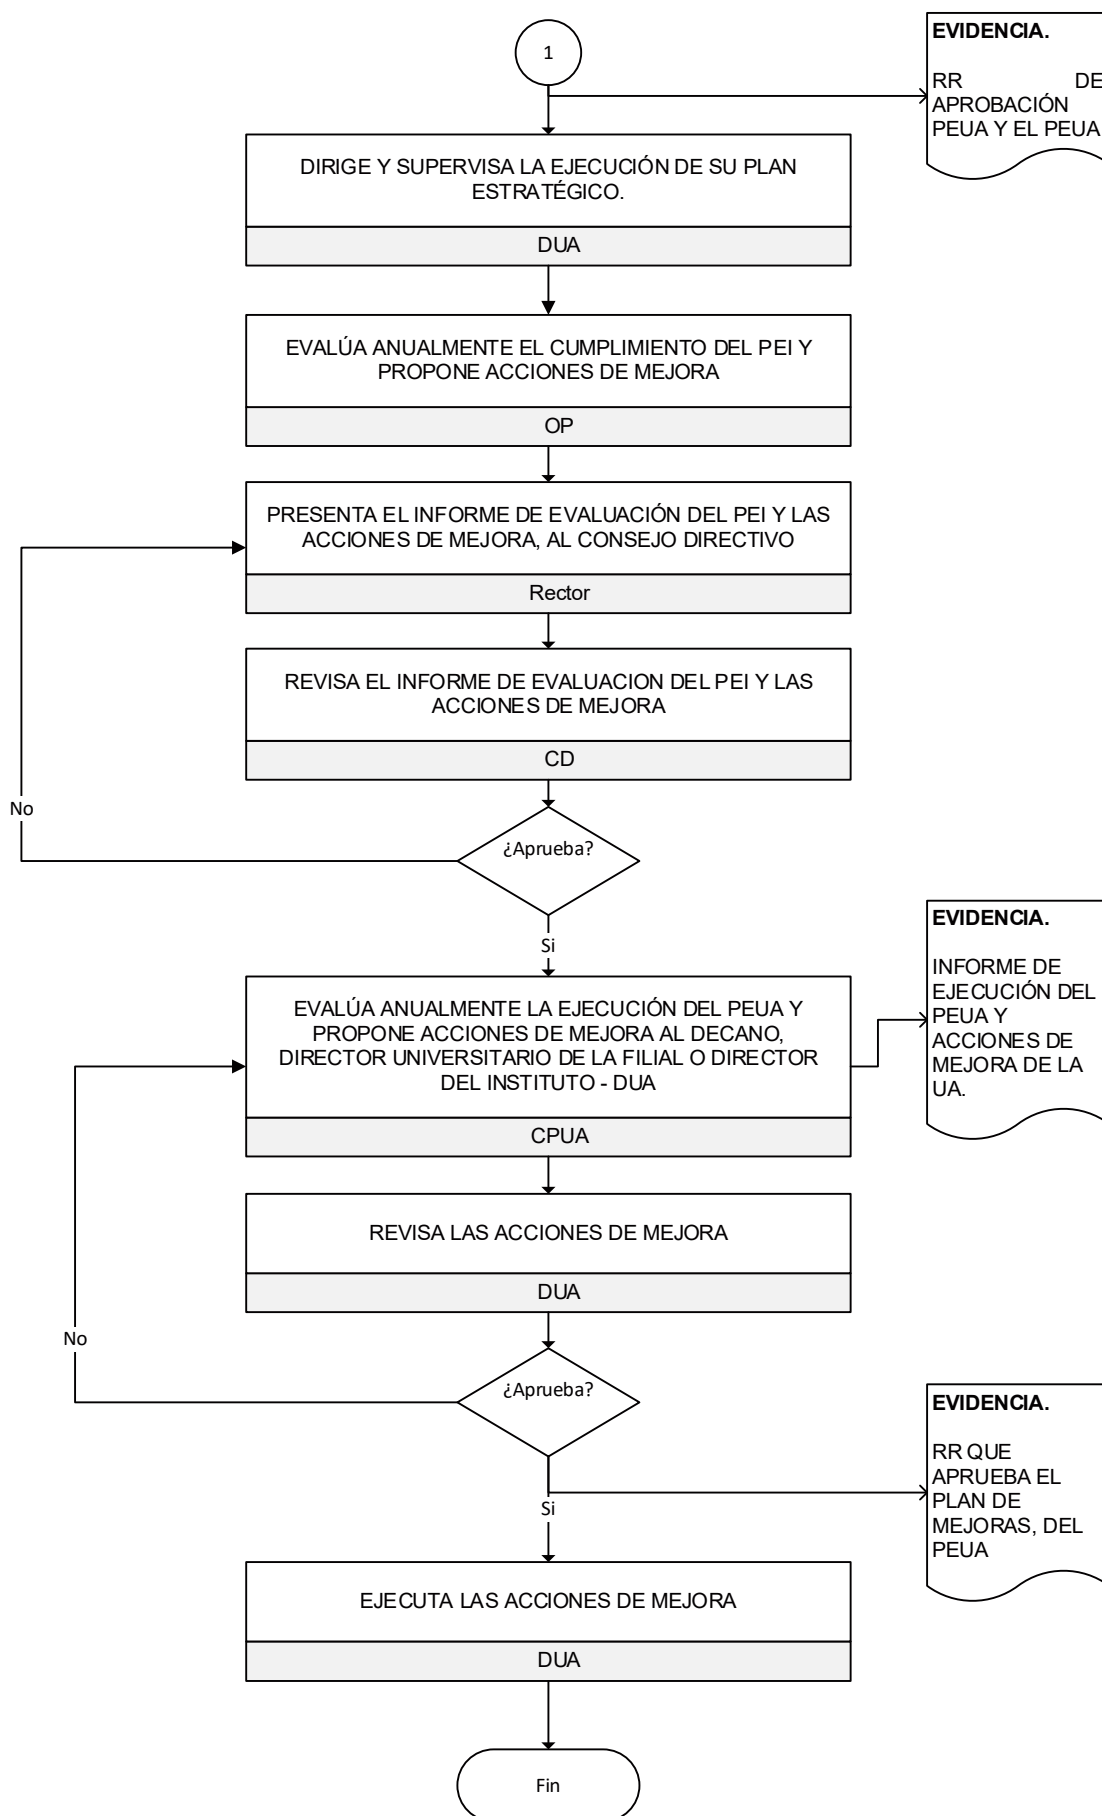 1
EVIDENCIA.
RR DE
APROBACIÓN
PEUA Y EL PEUA
DIRIGE Y SUPERVISA LA EJECUCIÓN DE SU PLAN
ESTRATÉGICO.
DUA
EVALÚA ANUALMENTE EL CUMPLIMIENTO DEL PEI Y
PROPONE ACCIONES DE MEJORA
OP
PRESENTA EL INFORME DE EVALUACIÓN DEL PEI Y LAS
ACCIONES DE MEJORA, AL CONSEJO DIRECTIVO
Rector
REVISA EL INFORME DE EVALUACION DEL PEI Y LAS
ACCIONES DE MEJORA
CD
No
¿Aprueba?
Si
EVALÚA ANUALMENTE LA EJECUCIÓN DEL PEUA Y
PROPONE ACCIONES DE MEJORA AL DECANO,
DIRECTOR UNIVERSITARIO DE LA FILIAL O DIRECTOR
DEL INSTITUTO - DUA
CPUA
EVIDENCIA.
INFORME DE
EJECUCIÓN DEL
PEUA Y
ACCIONES DE
MEJORA DE LA
UA.
REVISA LAS ACCIONES DE MEJORA
DUA
No
¿Aprueba?
Si
EVIDENCIA.
RR QUE
APRUEBA EL
PLAN DE
MEJORAS, DEL
PEUA
EJECUTA LAS ACCIONES DE MEJORA
DUA
Fin